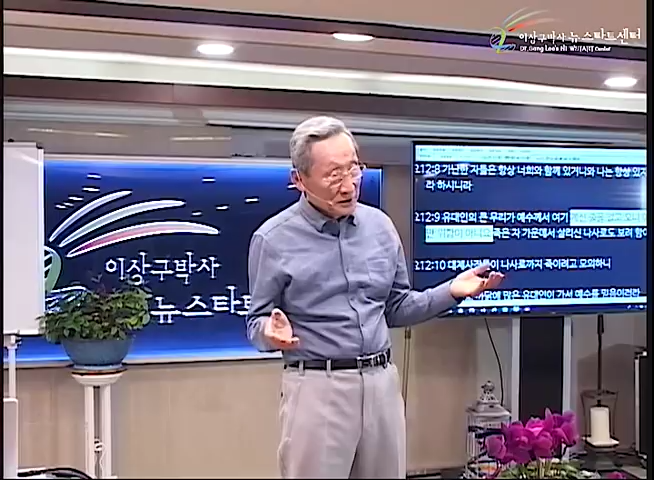 이상구박사 뉴스타트센터
Dr. Sang Lee's NEWSTART Center
12:8 가난한 자들은 항상 너희와 함께 있거니와 나는 항상
라 하시니라
12:9 유대인의 큰 무리가 예수께서 여기
죽은 자 가운데서 살리신 나사로도 보려 함이
12:10 대제사장들이 나사로까지 죽이려고 모의하니
많은 유대인이 가서 예수를 믿음이러라
이상구박사
뉴스타트